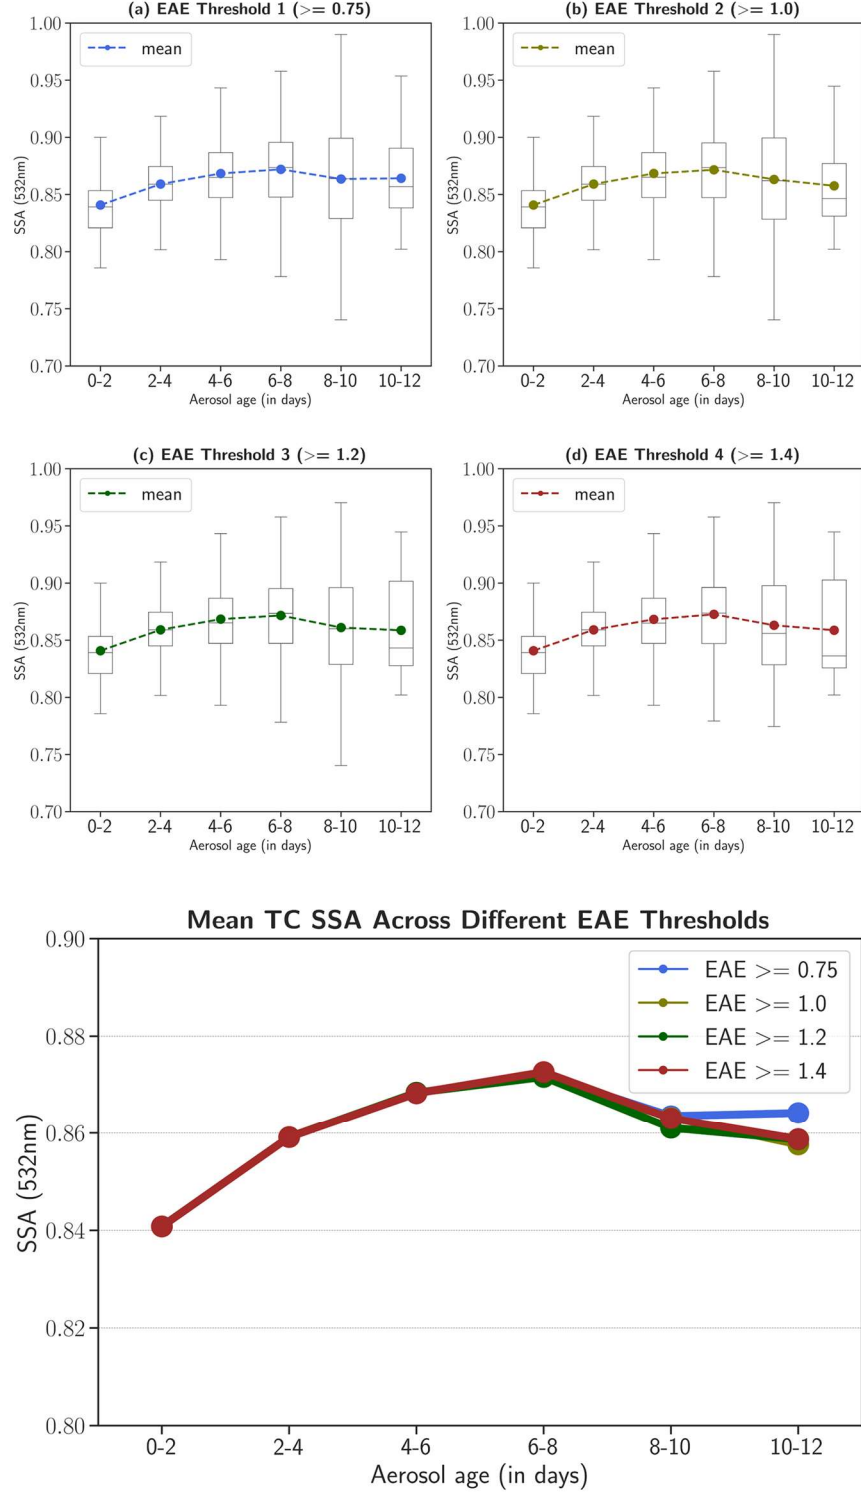 (a) EAE Threshold 1 (>= 0.75)
1.00
0.95
0.90
0.85
0.80
0.75
0.70
SSA (532nm)
mean
0-2 2-4 4-6 6-8 8-10 10-12
Aerosol age (in days)
(b) EAE Threshold 2 (>= 1.0)
1.00
0.95
0.90
0.85
0.80
0.75
0.70
SSA (532nm)
mean
0-2 2-4 4-6 6-8 8-10 10-12
Aerosol age (in days)
(c) EAE Threshold 3 (>= 1.2)
1.00
0.95
0.90
0.85
0.80
0.75
0.70
SSA (532nm)
mean
0-2 2-4 4-6 6-8 8-10 10-12
Aerosol age (in days)
(d) EAE Threshold 4 (>= 1.4)
1.00
0.95
0.90
0.85
0.80
0.75
0.70
SSA (532nm)
mean
0-2 2-4 4-6 6-8 8-10 10-12
Aerosol age (in days)
Mean TC SSA Across Different EAE Thresholds
0.90
0.88
0.86
0.84
0.82
0.80
SSA (532nm)
EAE >= 0.75
EAE >= 1.0
EAE >= 1.2
EAE >= 1.4
0-2 2-4 4-6 6-8 8-10 10-12
Aerosol age (in days)